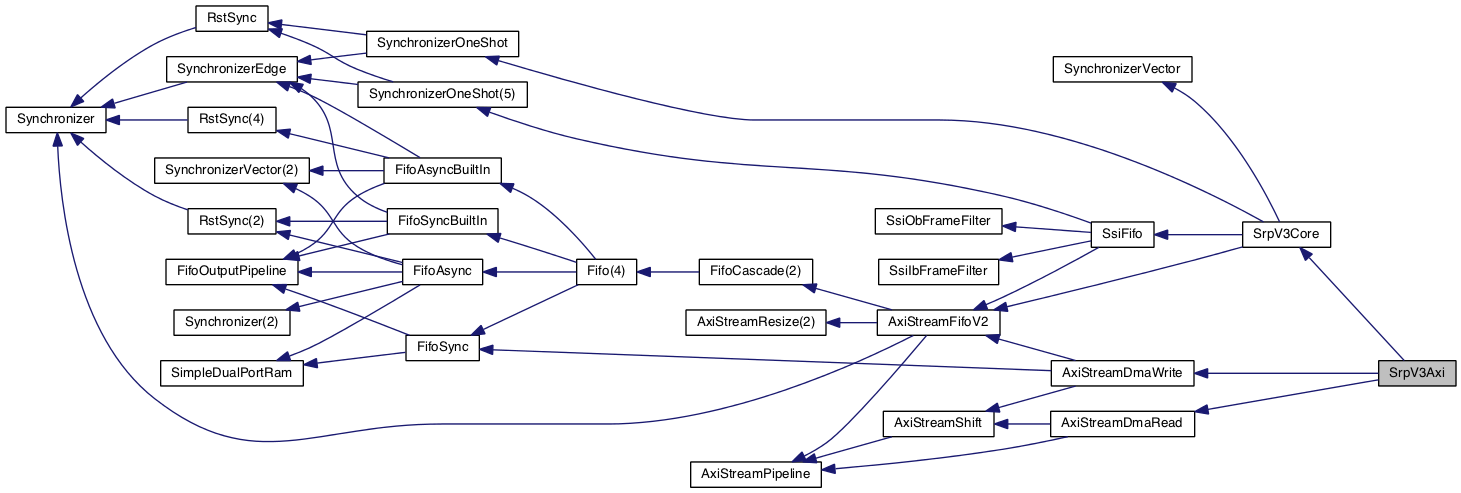 RstSync
SynchronizerOneShot
SynchronizerEdge
SynchronizerVector
SynchronizerOneShot(5)
Synchronizer
RstSync(4)
SynchronizerVector(2)
FifoAsyncBuiltIn
RstSync(2)
FifoSyncBuiltIn
SsiObFrameFilter
SsiFifo
SrpV3Core
FifoOutputPipeline
FifoAsync
Fifo(4)
FifoCascade(2)
SsiIbFrameFilter
Synchronizer(2)
AxiStreamResize(2)
AxiStreamFifoV2
FifoSync
SimpleDualPortRam
AxiStreamDmaWrite
SrpV3Axi
AxiStreamShift
AxiStreamDmaRead
AxiStreamPipeline